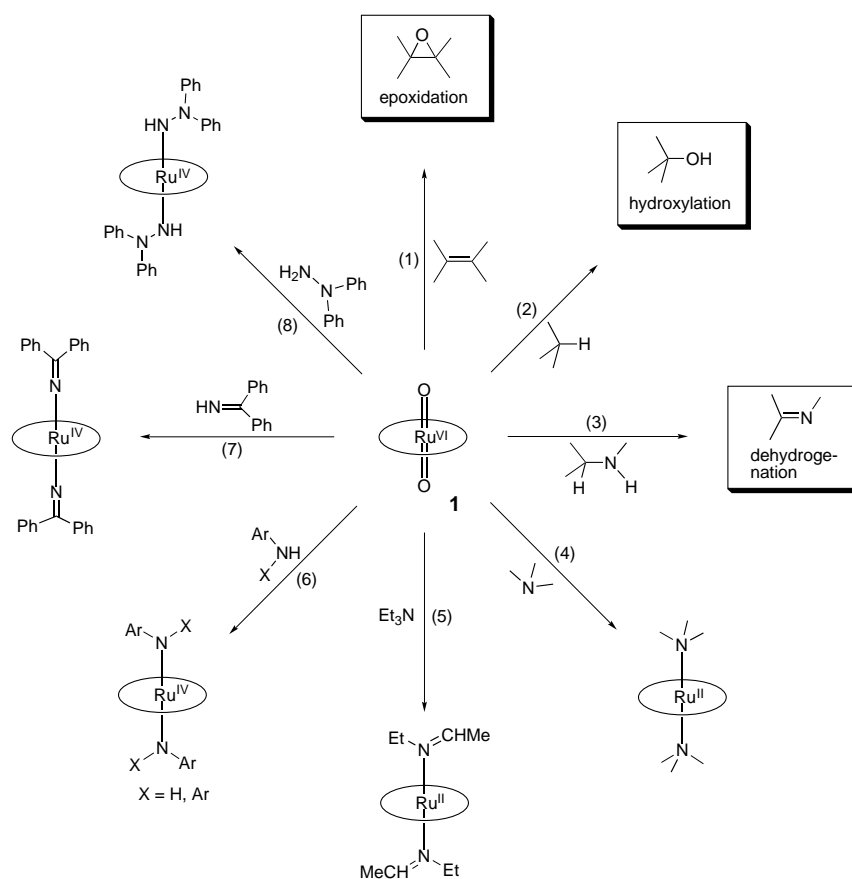 O
epoxidation
OH
hydroxylation
Ph
N
HN
Ph
Ru^IV
Ph
N
NH
Ph
(1)
H2N
N
Ph
Ph
(8)
(2)
H
Ph
Ph
N
Ru^IV
N
Ph
Ph
HN
Ph
Ph
(7)
O
Ru^VI
O
1
(3)
N
H
H
N
dehydroge-
nation
Ar
NH
X
(6)
Et3N
(5)
(4)
N
Ar
N
X
Ru^IV
X
N
Ar
X = H, Ar
Et
N
CHMe
Ru^II
MeCH
N
Et
N
Ru^II
N